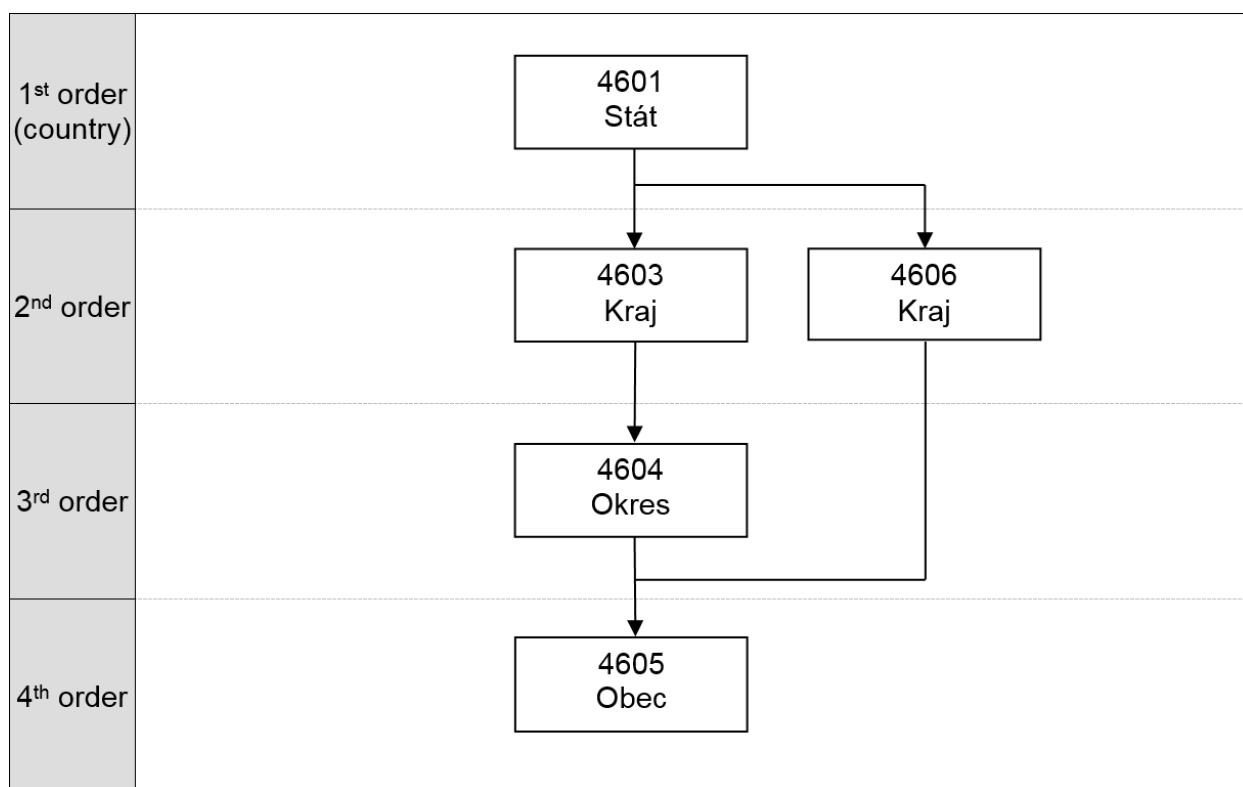 1st order
(country)
4601
Stát
2nd order
4603
Kraj
4606
Kraj
3rd order
4604
Okres
4th order
4605
Obec